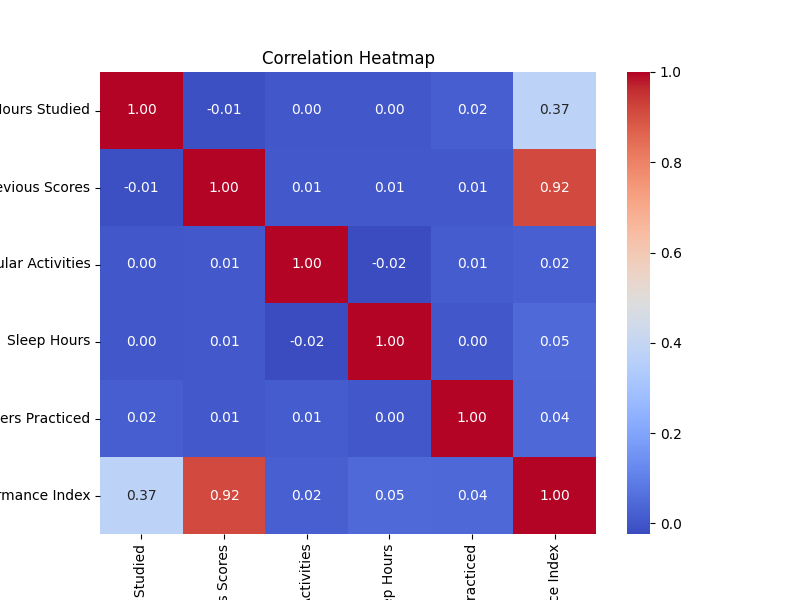 Correlation Heatmap
Hours Studied 1.00 -0.01 0.00 0.00 0.02 0.37
evious Scores -0.01 1.00 0.01 0.01 0.01 0.92
ular Activities 0.00 0.01 1.00 -0.02 0.01 0.02
Sleep Hours 0.00 0.01 -0.02 1.00 0.00 0.05
ers Practiced 0.02 0.01 0.01 0.00 1.00 0.04
rmance Index 0.37 0.92 0.02 0.05 0.04 1.00
Studied
s Scores
ctivities
ep Hours
racticed
ce Index
1.0
0.8
0.6
0.4
0.2
0.0